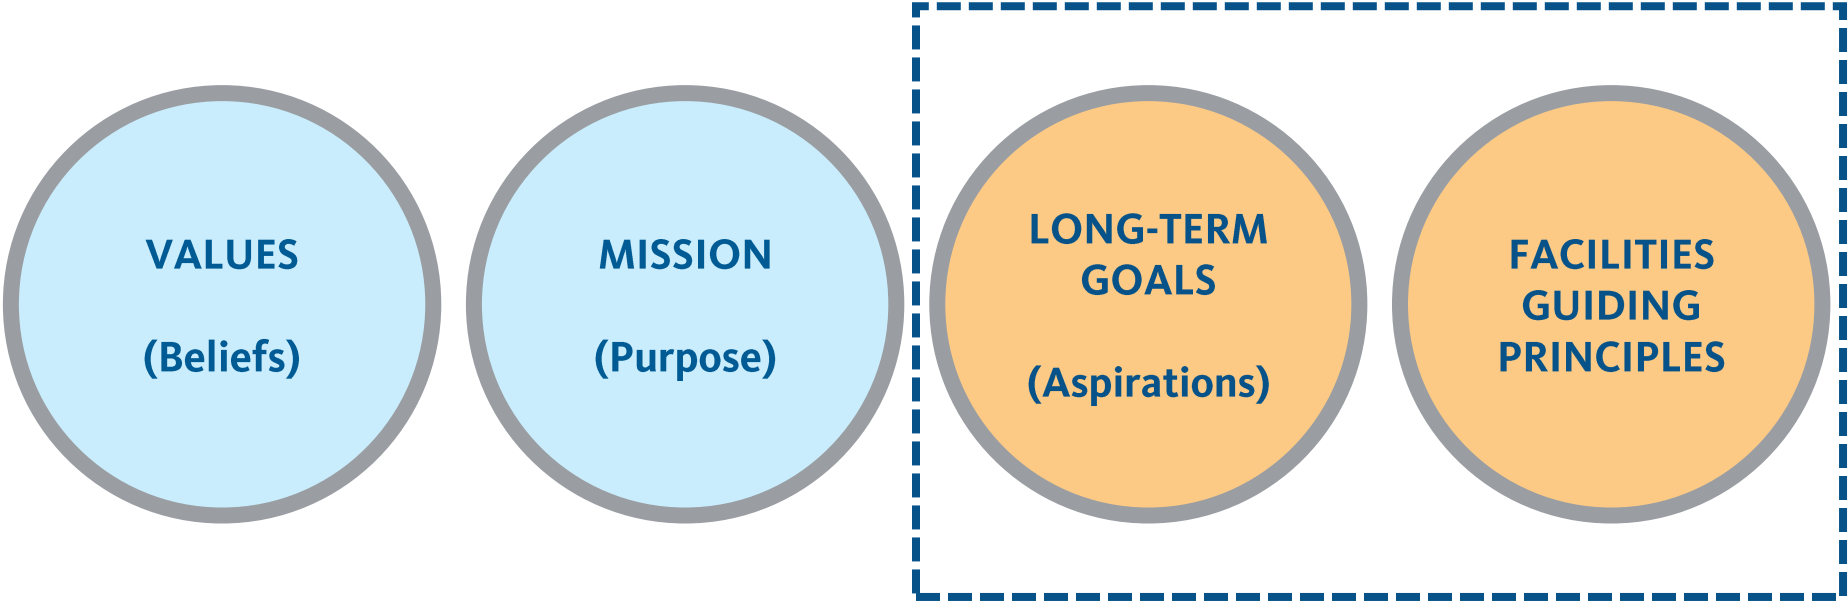 VALUES
(Beliefs)
MISSION
(Purpose)
LONG-TERM
GOALS
(Aspirations)
FACILITIES
GUIDING
PRINCIPLES